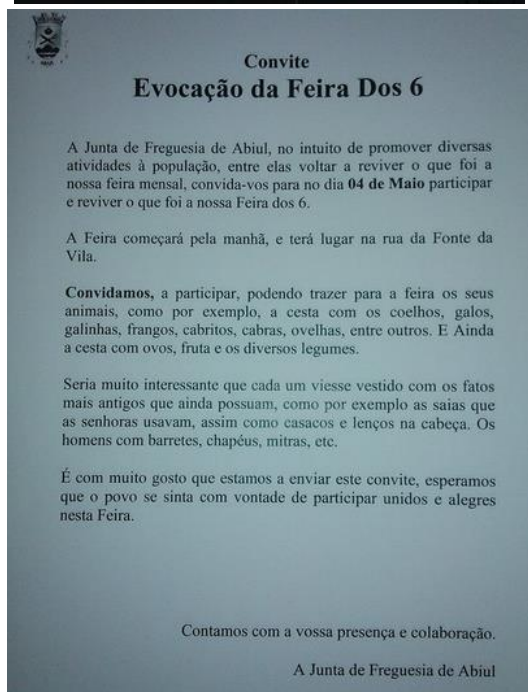 Convite
Evocação da Feira Dos 6
A Junta de Freguesia de Abiul, no intuito de promover diversas
atividades à população, entre elas voltar a reviver o que foi a
nossa feira mensal, convida-vos para no dia 04 de Maio participar
e reviver o que foi a nossa Feira dos 6.
A Feira começará pela manhã, e terá lugar na rua da Fonte da
Vila.
Convidamos, a participar, podendo trazer para a feira os seus
animais, como por exemplo, a cesta com os coelhos, galos,
galinhas, frangos, cabritos, cabras, ovelhas, entre outros. E Ainda
a cesta com ovos, fruta e os diversos legumes.
Seria muito interessante que cada um viesse vestido com os fatos
mais antigos que ainda possuam, como por exemplo as saias que
as senhoras usavam, assim como casacos e lenços na cabeça. Os
homens com barretes, chapéus, mitras, etc.
É com muito gosto que estamos a enviar este convite, esperamos
que o povo se sinta com vontade de participar unidos e alegres
nesta Feira.
Contamos com a vossa presença e colaboração.
A Junta de Freguesia de Abiul